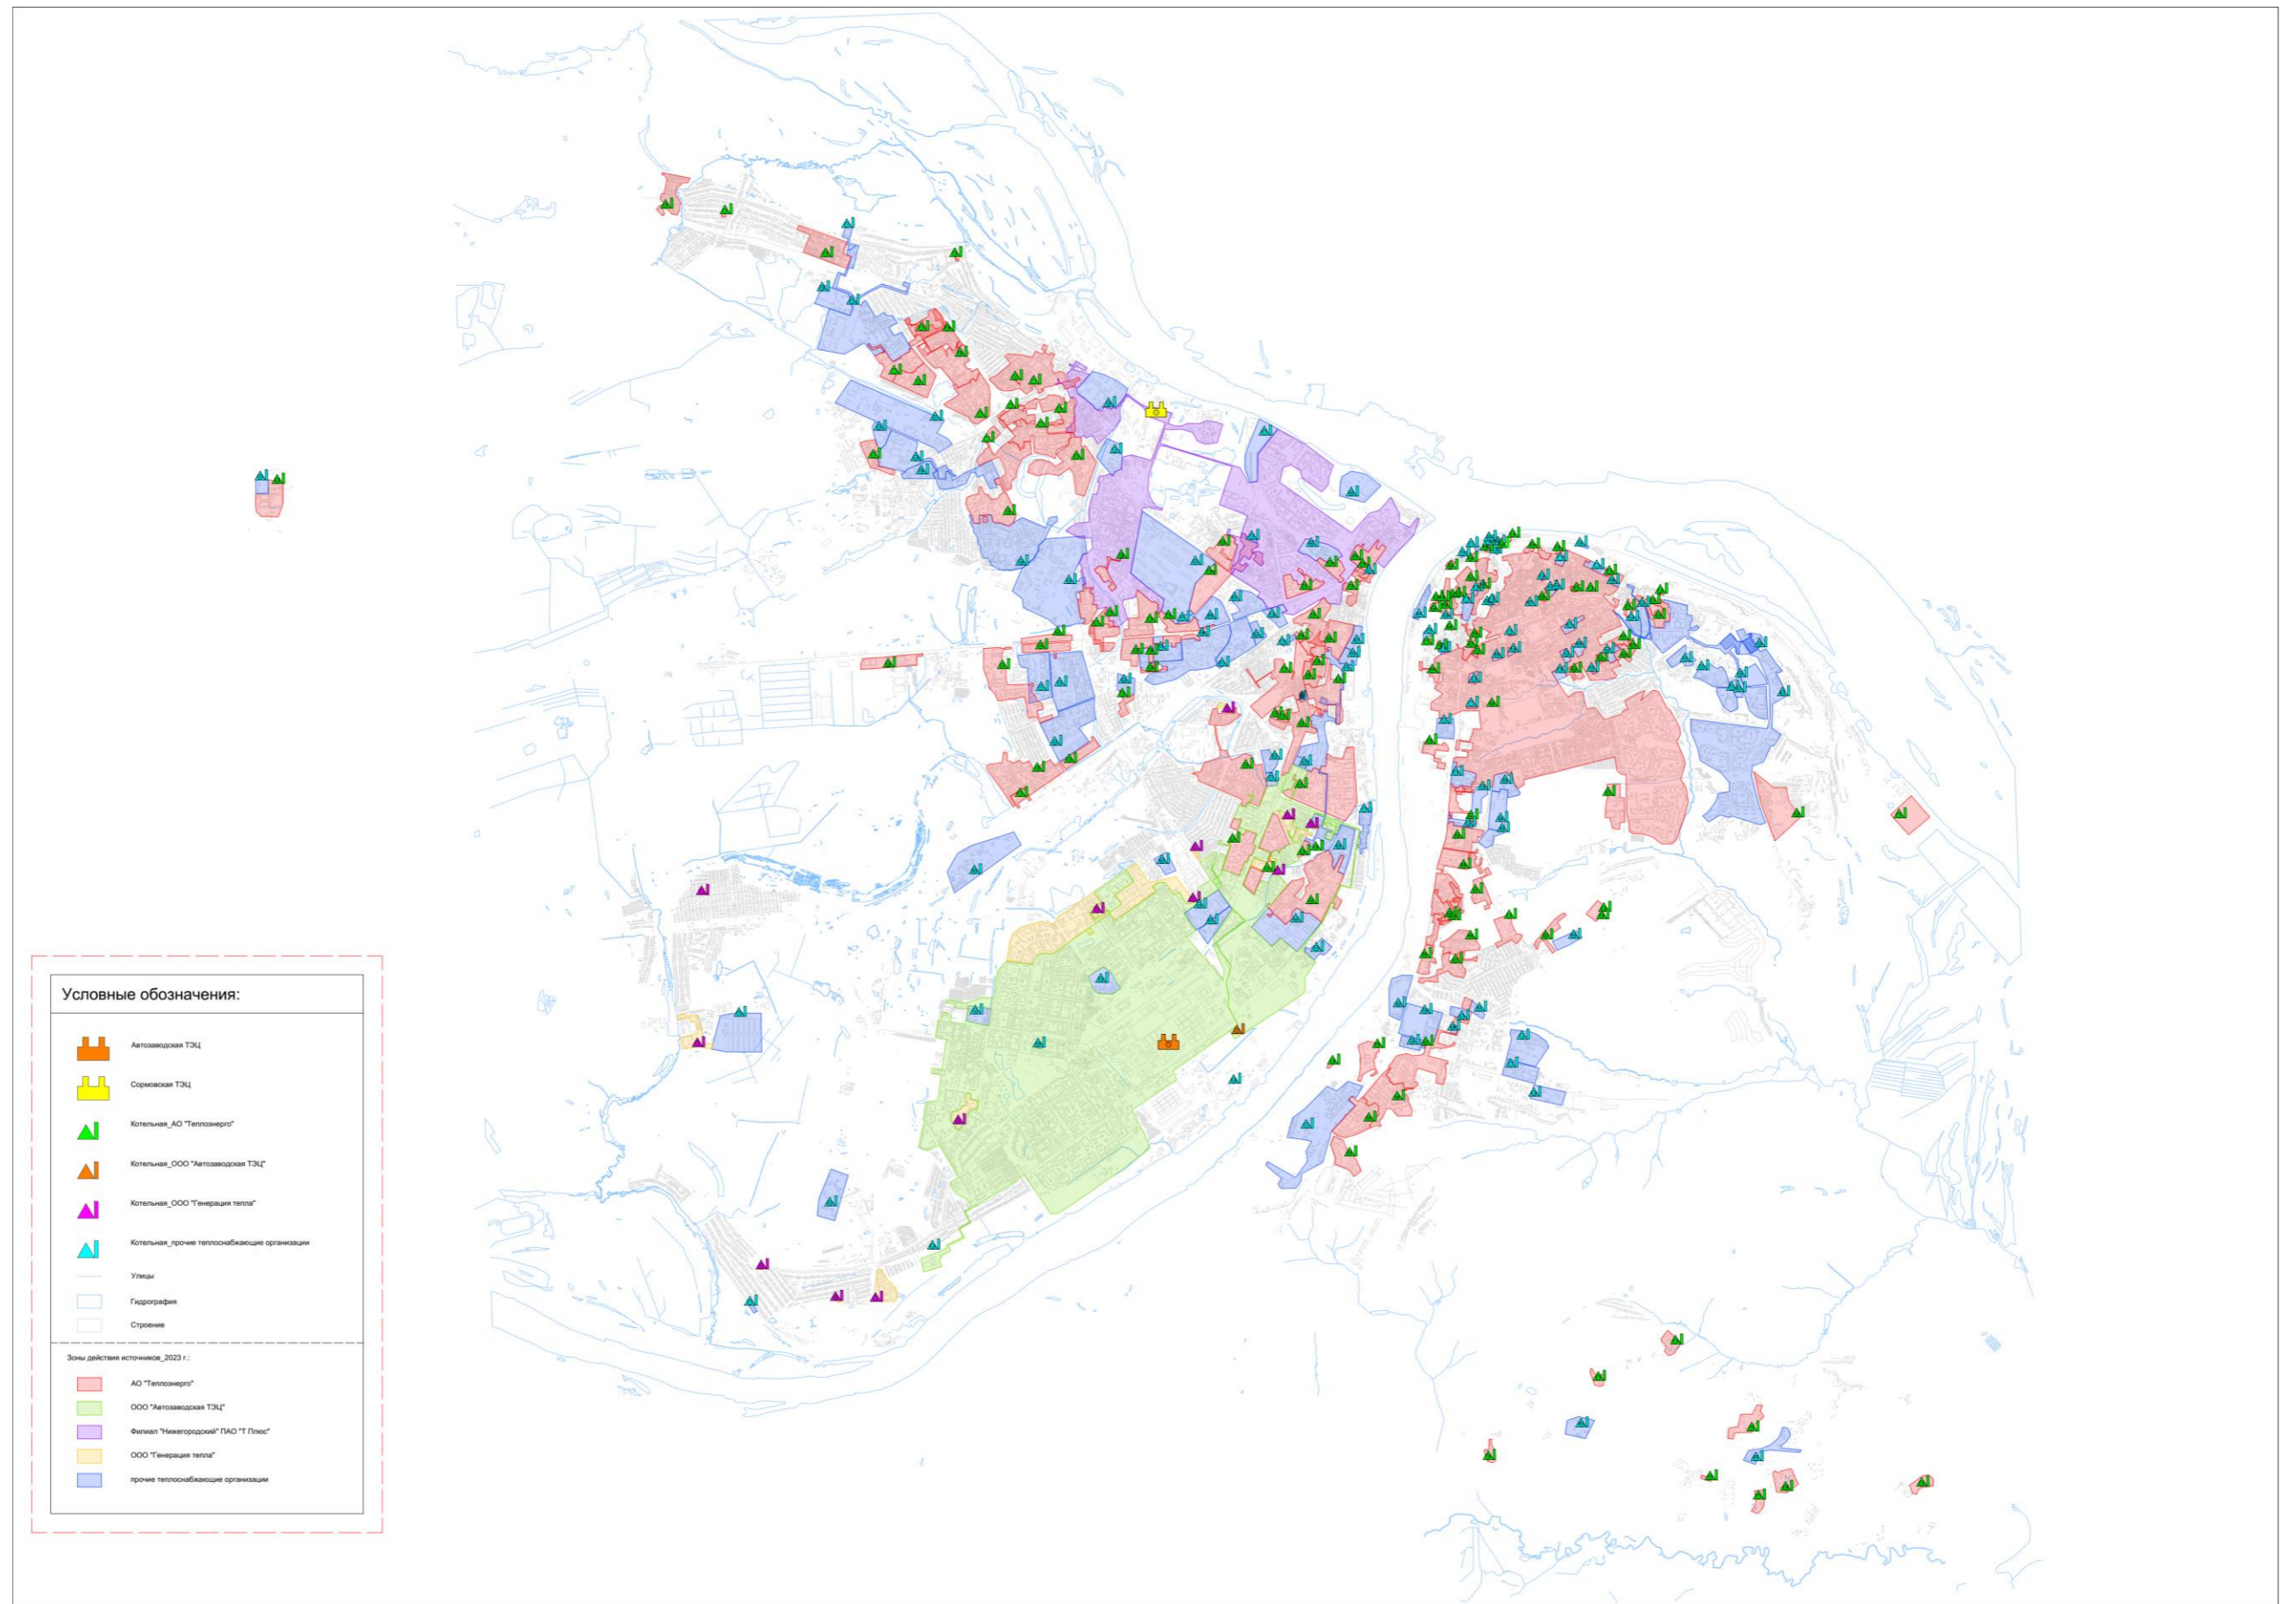 Условные обозначения:
Автозаводская ТЭЦ
Сормовская ТЭЦ
Котельная_АО "Теплоэнерго"
Котельная_ООО "Автозаводская ТЭЦ"
Котельная_ООО "Генерация тепла"
Котельная_прочие теплоснабжающие организации
Улицы
Гидрография
Строение
Зоны действия источников_2023 г.:
АО "Теплоэнерго"
ООО "Автозаводская ТЭЦ"
Филиал "Нижегородский" ПАО "Т Плюс"
ООО "Генерация тепла"
прочие теплоснабжающие организации